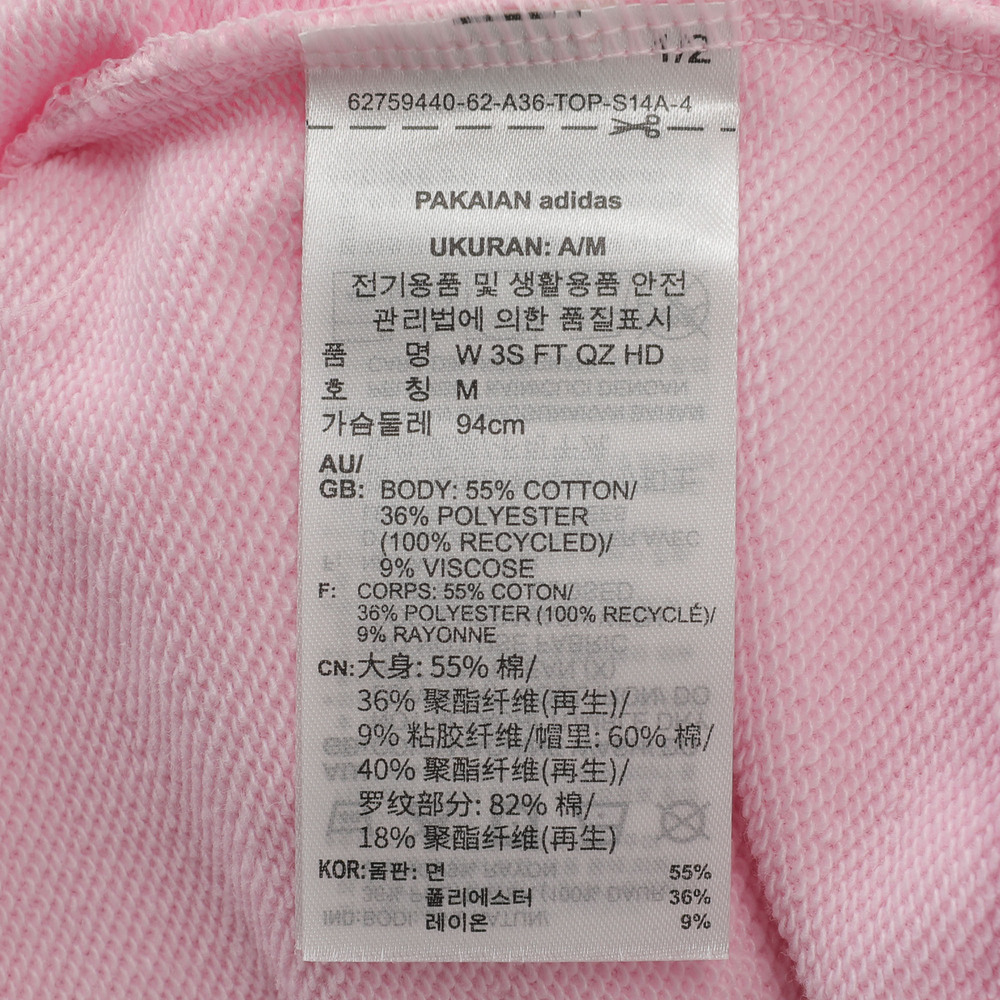 1/2
62759440-62-A36-TOP-S14A-4
PAKAIAN adidas
UKURAN: A/M
전기용품 및 생활용품 안전
관리법에 의한 품질표시
품 명 W 3S FT QZ HD
호 칭 M
가슴둘레 94cm
AU/
GB: BODY: 55% COTTON/
36% POLYESTER
(100% RECYCLED)/
9% VISCOSE
F: CORPS: 55% COTON/
36% POLYESTER (100% RECYCLÉ)/
9% RAYONNE
CN:大身: 55% 棉/
36% 聚酯纤维(再生)/
9% 粘胶纤维/帽里: 60% 棉/
40% 聚酯纤维(再生)/
罗纹部分: 82% 棉/
18% 聚酯纤维(再生)
KOR:몸판: 면 55%
폴리에스터 36%
레이온 9%